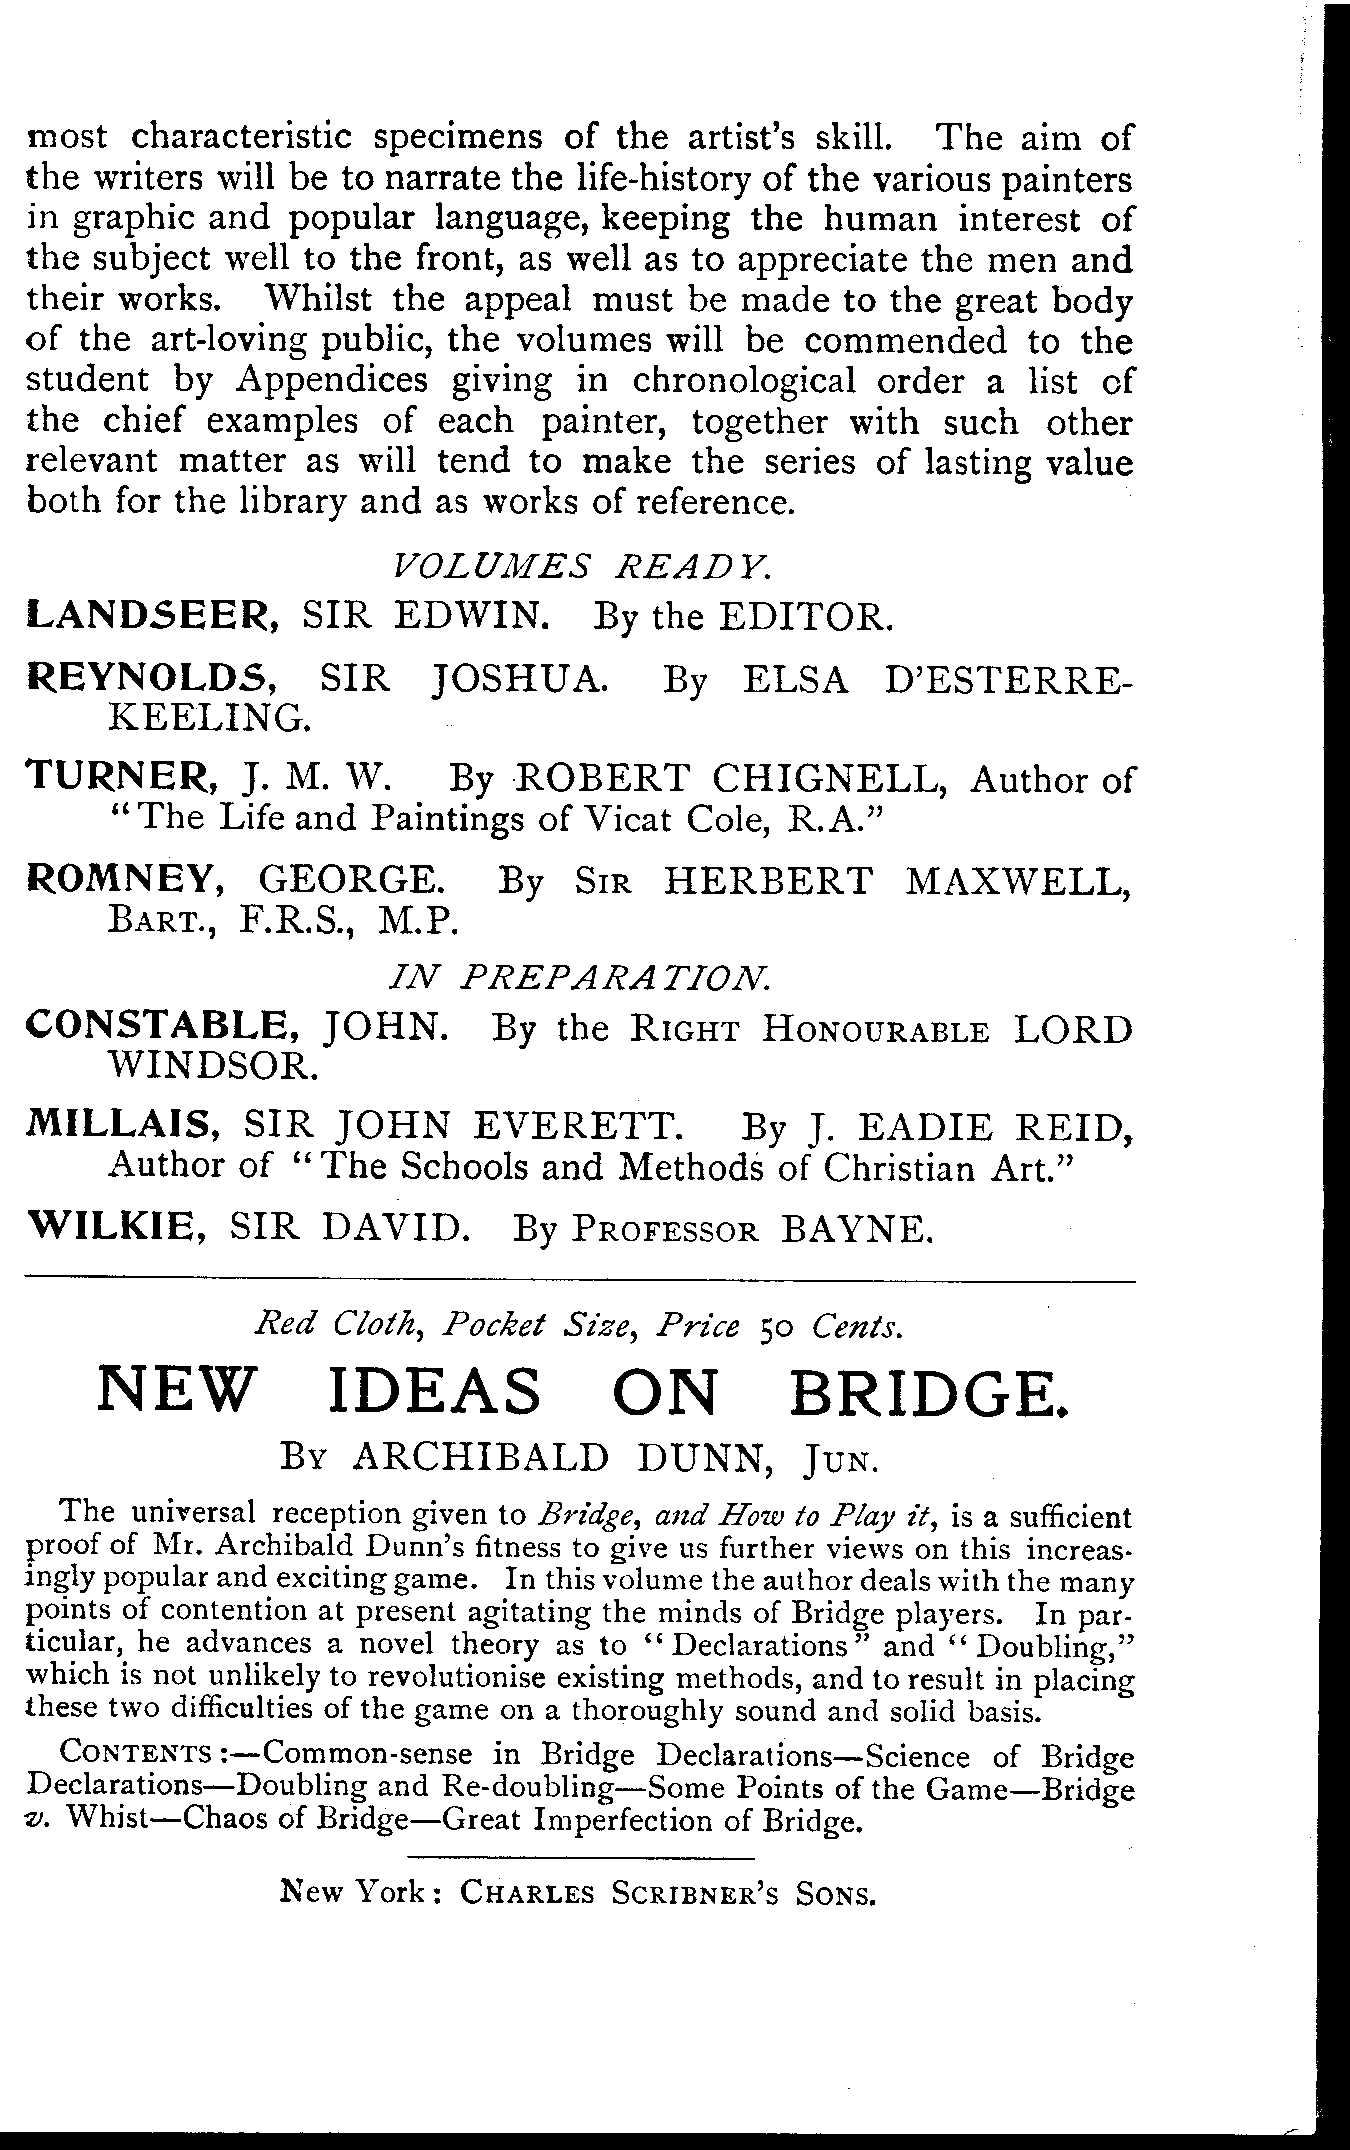 most characteristic specimens of the artist's skill. The aim of
the writers will be to narrate the life-history of the various painters
in graphic and popular language, keeping the human interest of
the subject well to the front, as well as to appreciate the men and
their works. Whilst the appeal must be made to the great body
of the art-loving public, the volumes will be commended to the
student by Appendices giving in chronological order a list of
the chief examples of each painter, together with such other
relevant matter as will tend to make the series of lasting value
both for the library and as works of reference.
VOLUMES READY.
LANDSEER, SIR EDWIN. By the EDITOR.
REYNOLDS, SIR JOSHUA. By ELSA D'ESTERRE-
KEELING.
TURNER, J. M. W. By ROBERT CHIGNELL, Author of
"The Life and Paintings of Vicat Cole, R.A."
ROMNEY, GEORGE. By SIR HERBERT MAXWELL,
BART., F.R.S., M.P.
IN PREPARATION.
CONSTABLE, JOHN. By the RIGHT HONOURABLE LORD
WINDSOR.
MILLAIS, SIR JOHN EVERETT. By J. EADIE REID,
Author of "The Schools and Methods of Christian Art."
WILKIE, SIR DAVID. By PROFESSOR BAYNE.
Red Cloth, Pocket Size, Price 50 Cents.
NEW IDEAS ON BRIDGE.
BY ARCHIBALD DUNN, JUN.
The universal reception given to Bridge, and How to Play it, is a sufficient
proof of Mr. Archibald Dunn's fitness to give us further views on this increas-
ingly popular and exciting game. In this volume the author deals with the many
points of contention at present agitating the minds of Bridge players. In par-
ticular, he advances a novel theory as to "Declarations" and "Doubling,"
which is not unlikely to revolutionise existing methods, and to result in placing
these two difficulties of the game on a thoroughly sound and solid basis.
CONTENTS:—Common-sense in Bridge Declarations—Science of Bridge
Declarations—Doubling and Re-doubling—Some Points of the Game—Bridge
v. Whist—Chaos of Bridge—Great Imperfection of Bridge.
New York: CHARLES SCRIBNER'S SONS.